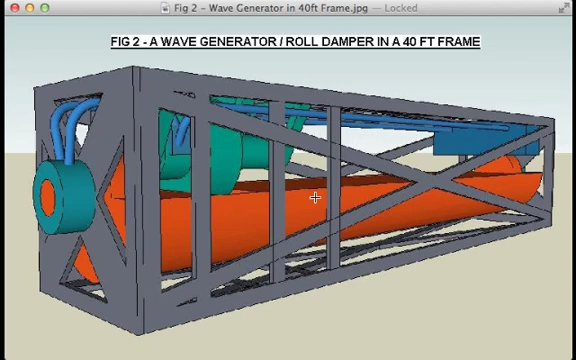 Fig 2 - Wave Generator in 40ft Frame.jpg — Locked
FIG 2 - A WAVE GENERATOR / ROLL DAMPER IN A 40 FT FRAME